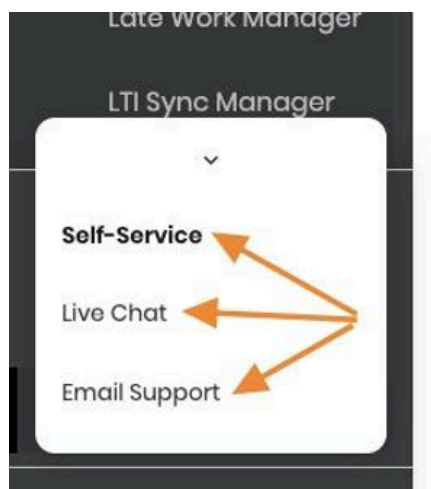 Late Work Manager
LTI Sync Manager
Self-Service
Live Chat
Email Support